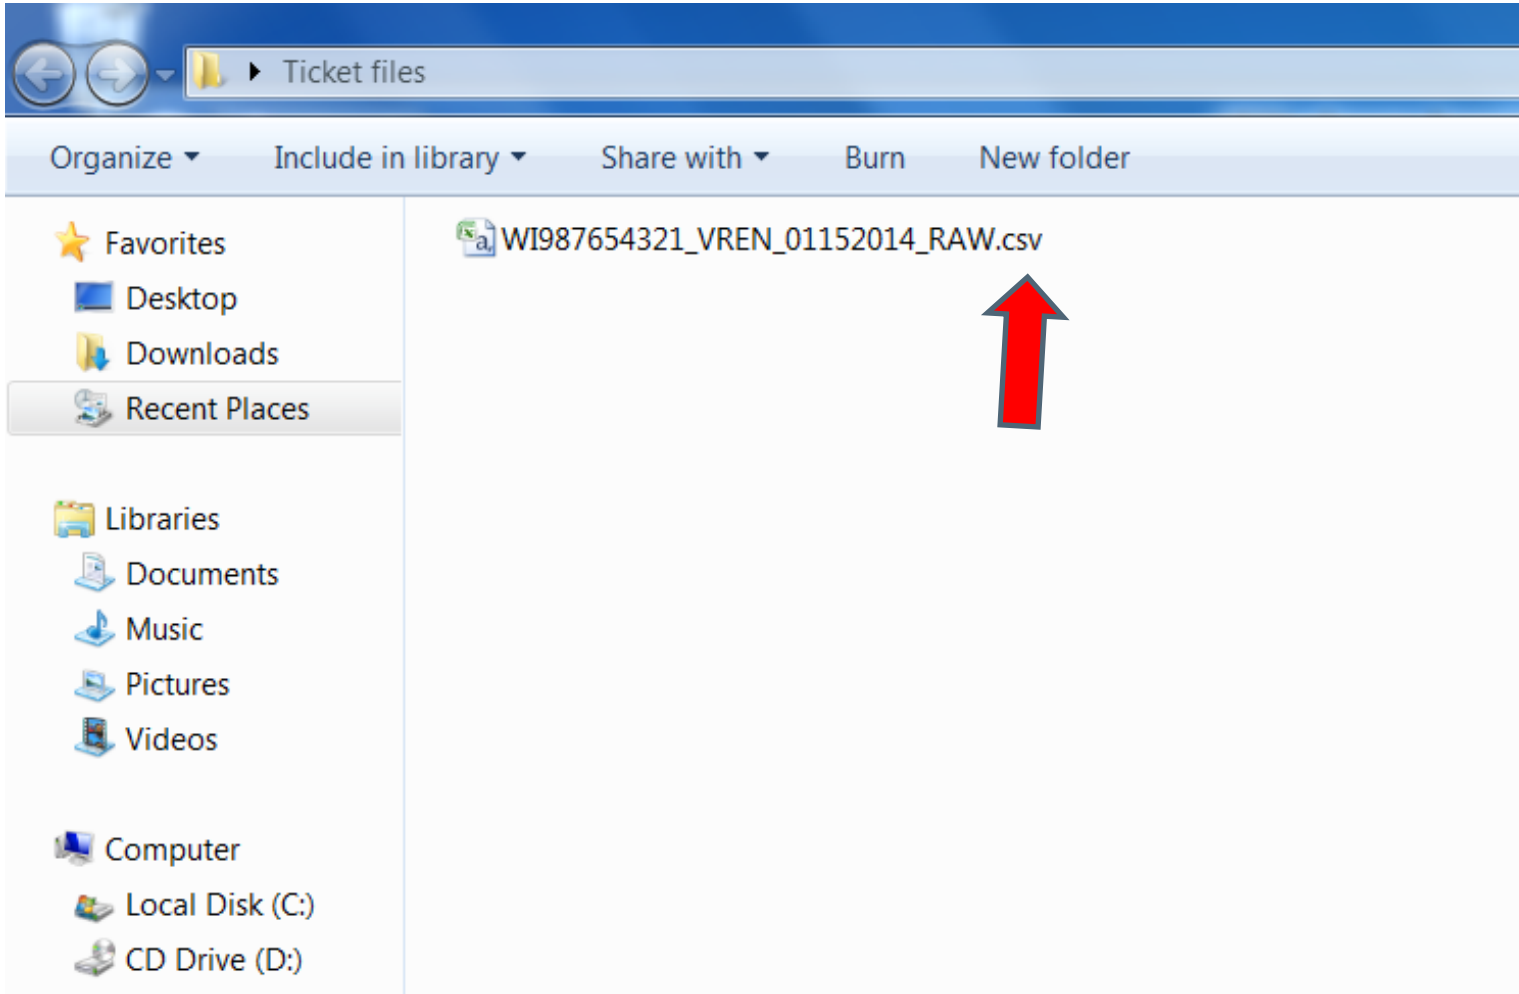 Ticket files
Organize Include in library Share with Burn New folder
Favorites
Desktop
Downloads
Recent Places
Libraries
Documents
Music
Pictures
Videos
Computer
Local Disk (C:)
CD Drive (D:)
WI987654321_VREN_01152014_RAW.csv